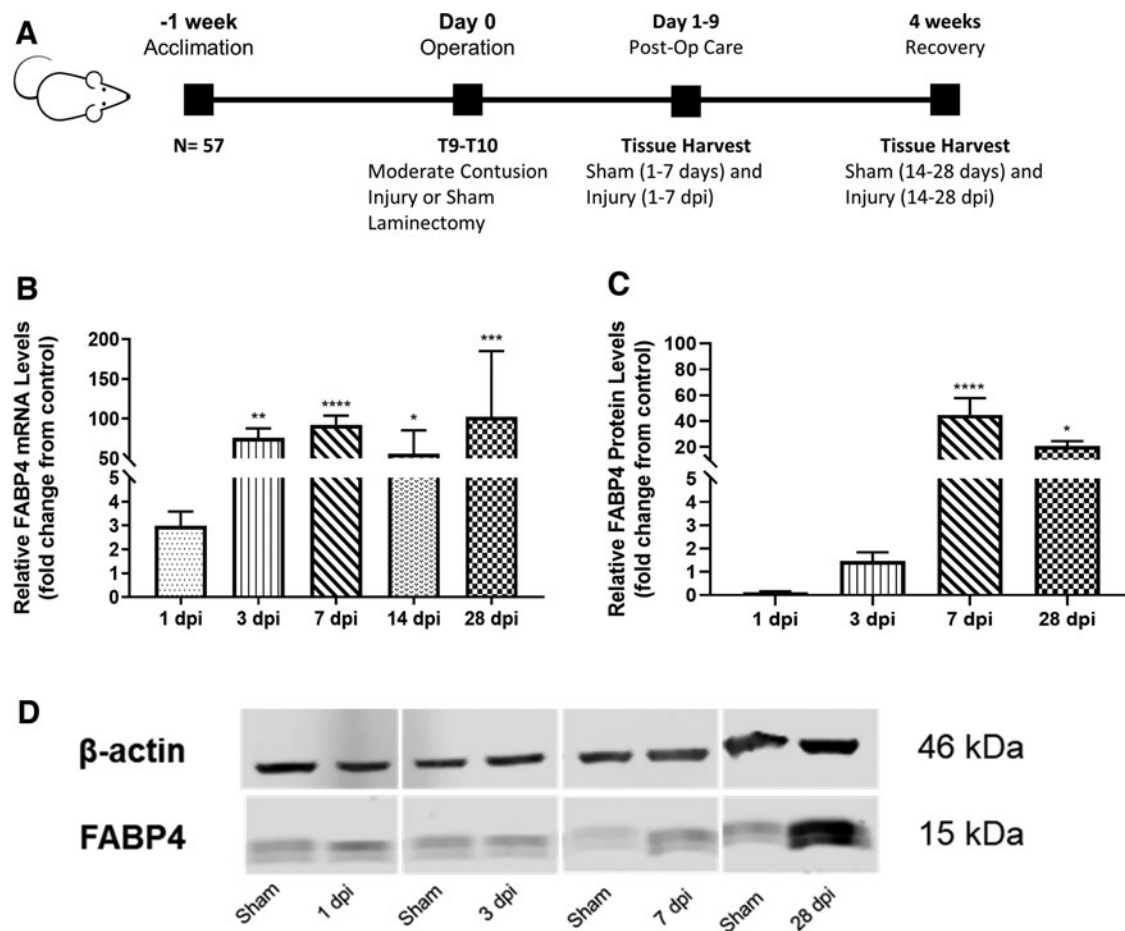 A
-1 week
Acclimation
Day 0
Operation
Day 1-9
Post-Op Care
4 weeks
Recovery
N= 57
T9-T10
Moderate Contusion
Injury or Sham
Laminectomy
Tissue Harvest
Sham (1-7 days) and
Injury (1-7 dpi)
Tissue Harvest
Sham (14-28 days) and
Injury (14-28 dpi)
B
Relative FABP4 mRNA Levels
(fold change from control)
200
150
100
50
5
4
3
2
1
0
**
****
*
***
1 dpi
3 dpi
7 dpi
14 dpi
28 dpi
C
Relative FABP4 Protein Levels
(fold change from control)
100
80
60
40
20
5
4
3
2
1
0
****
*
1 dpi
3 dpi
7 dpi
28 dpi
D
β-actin
46 kDa
FABP4
15 kDa
Sham
1 dpi
Sham
3 dpi
Sham
7 dpi
Sham
28 dpi